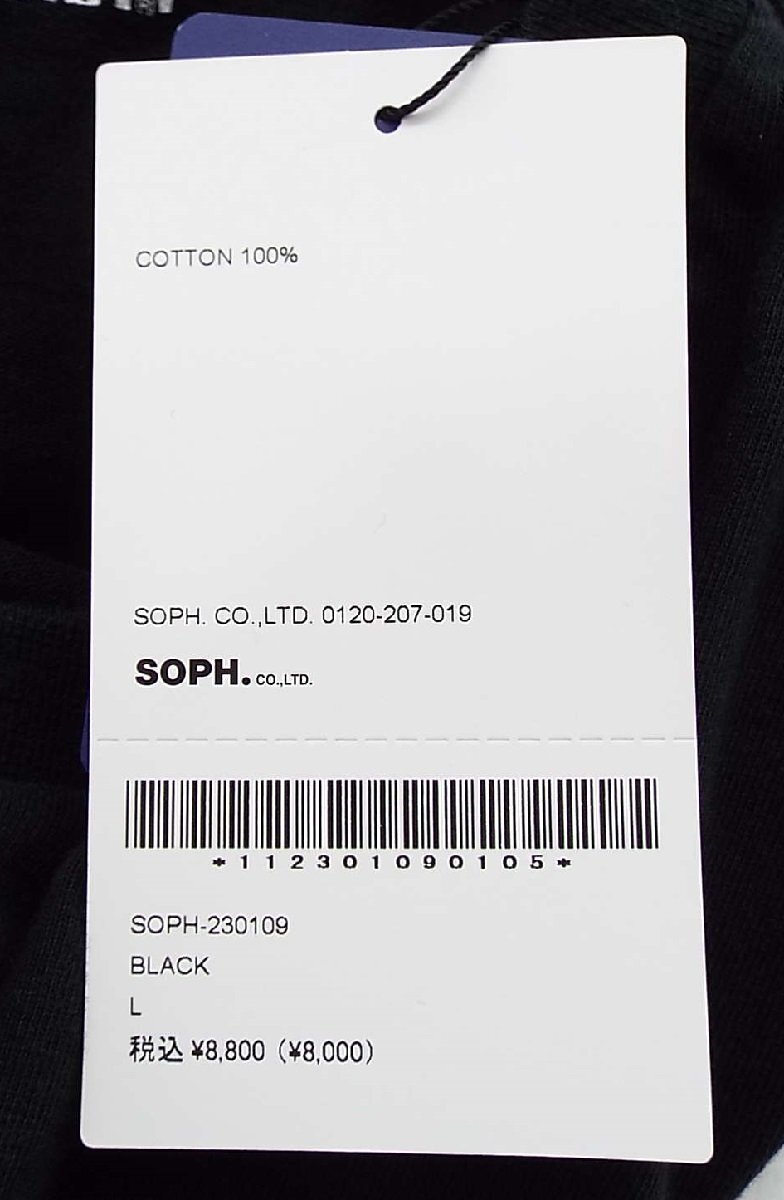 COTTON 100%
SOPH. CO.,LTD. 0120-207-019
SOPH. CO.,LTD.
*112301090105*
SOPH-230109
BLACK
L
税込 ¥8,800 (¥8,000)